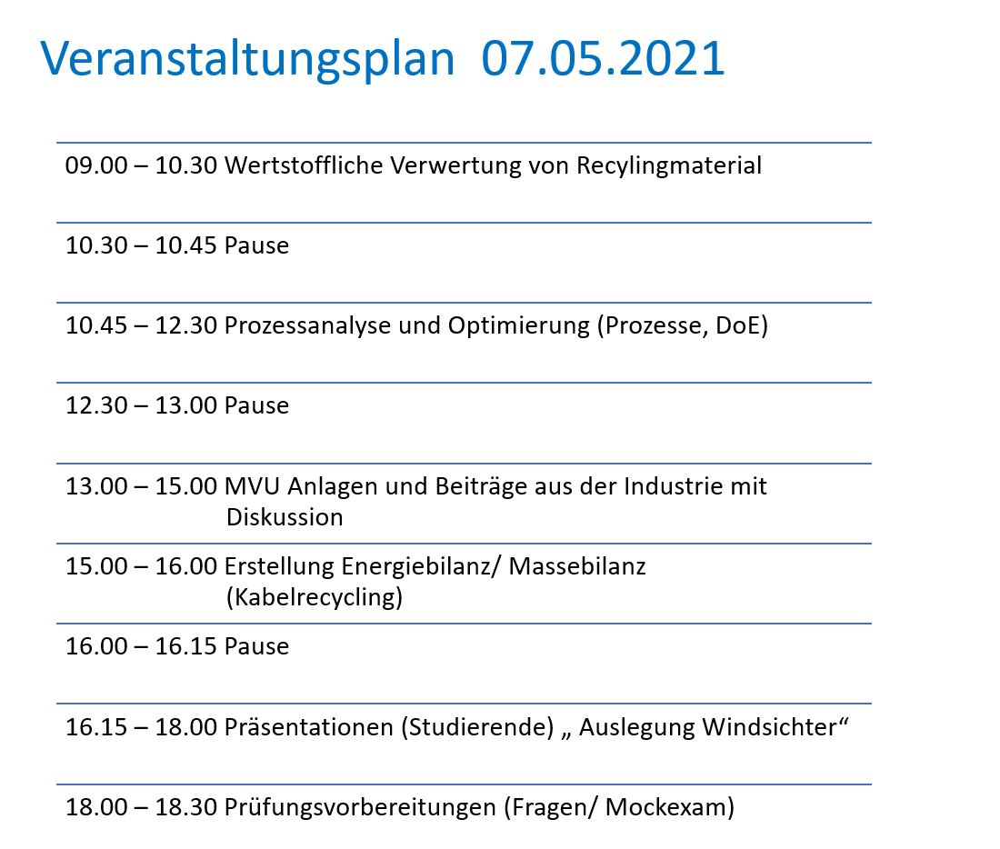 Veranstaltungsplan 07.05.2021
09.00 – 10.30 Wertstoffliche Verwertung von Recylingmaterial
10.30 – 10.45 Pause
10.45 – 12.30 Prozessanalyse und Optimierung (Prozesse, DoE)
12.30 – 13.00 Pause
13.00 – 15.00 MVU Anlagen und Beiträge aus der Industrie mit
Diskussion
15.00 – 16.00 Erstellung Energiebilanz/ Massebilanz
(Kabelrecycling)
16.00 – 16.15 Pause
16.15 – 18.00 Präsentationen (Studierende) „ Auslegung Windsichter“
18.00 – 18.30 Prüfungsvorbereitungen (Fragen/ Mockexam)